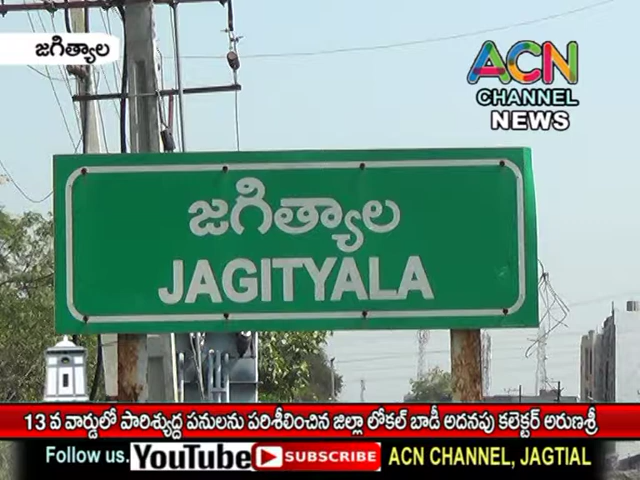 జగిత్యాల
ACN
CHANNEL
NEWS
జగిత్యాల
JAGITYALA
13 వ వార్డులో పారిశ్యుద్ద పనులను పరిశీలించిన జిల్లా లోకల్ బాడీ అదనపు కలెక్టర్ అరుణశ్రీ
Follow us. YouTube SUBSCRIBE ACN CHANNEL, JAGTIAL